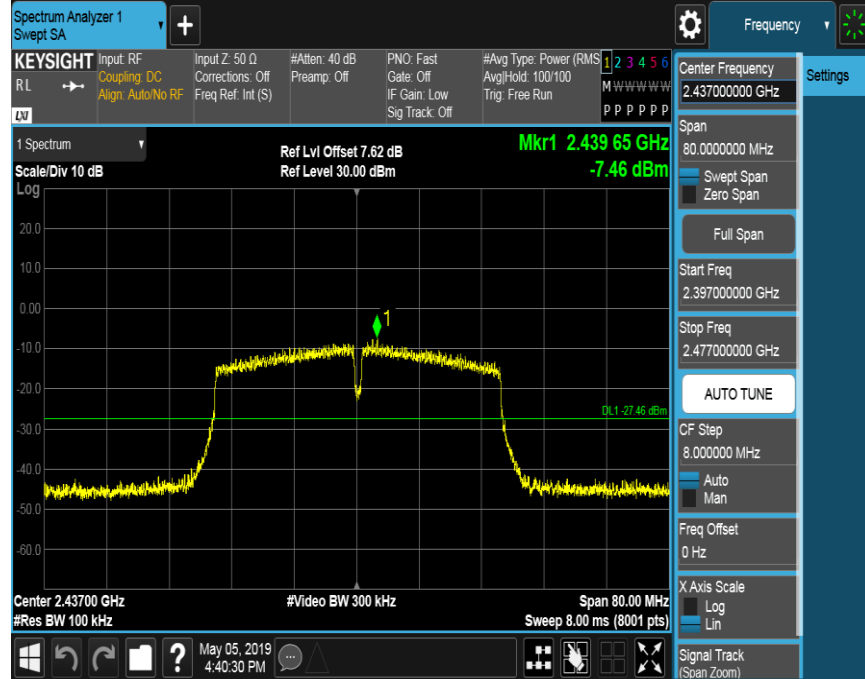 Spectrum Analyzer 1
Swept SA
+
Frequency
KEYSIGHT
RL
LXI
Input: RF
Coupling: DC
Align: Auto/No RF
Input Z: 50 Ω
Corrections: Off
Freq Ref: Int (S)
#Atten: 40 dB
Preamp: Off
PNO: Fast
Gate: Off
IF Gain: Low
Sig Track: Off
#Avg Type: Power (RMS
Avg|Hold: 100/100
Trig: Free Run
1 2 3 4 5 6
M W W W W W
P P P P P P
Settings
1 Spectrum
Scale/Div 10 dB
Log
Ref Lvl Offset 7.62 dB
Ref Level 30.00 dBm
Mkr1 2.439 65 GHz
-7.46 dBm
20.0
10.0
0.00
-10.0
-20.0
-30.0
-40.0
-50.0
-60.0
1
DL1 -27.46 dBm
Center 2.43700 GHz
#Res BW 100 kHz
#Video BW 300 kHz
Span 80.00 MHz
Sweep 8.00 ms (8001 pts)
Center Frequency
2.437000000 GHz
Span
80.0000000 MHz
Swept Span
Zero Span
Full Span
Start Freq
2.397000000 GHz
Stop Freq
2.477000000 GHz
AUTO TUNE
CF Step
8.000000 MHz
Auto
Man
Freq Offset
0 Hz
X Axis Scale
Log
Lin
Signal Track
(Span Zoom)
?
May 05, 2019
4:40:30 PM